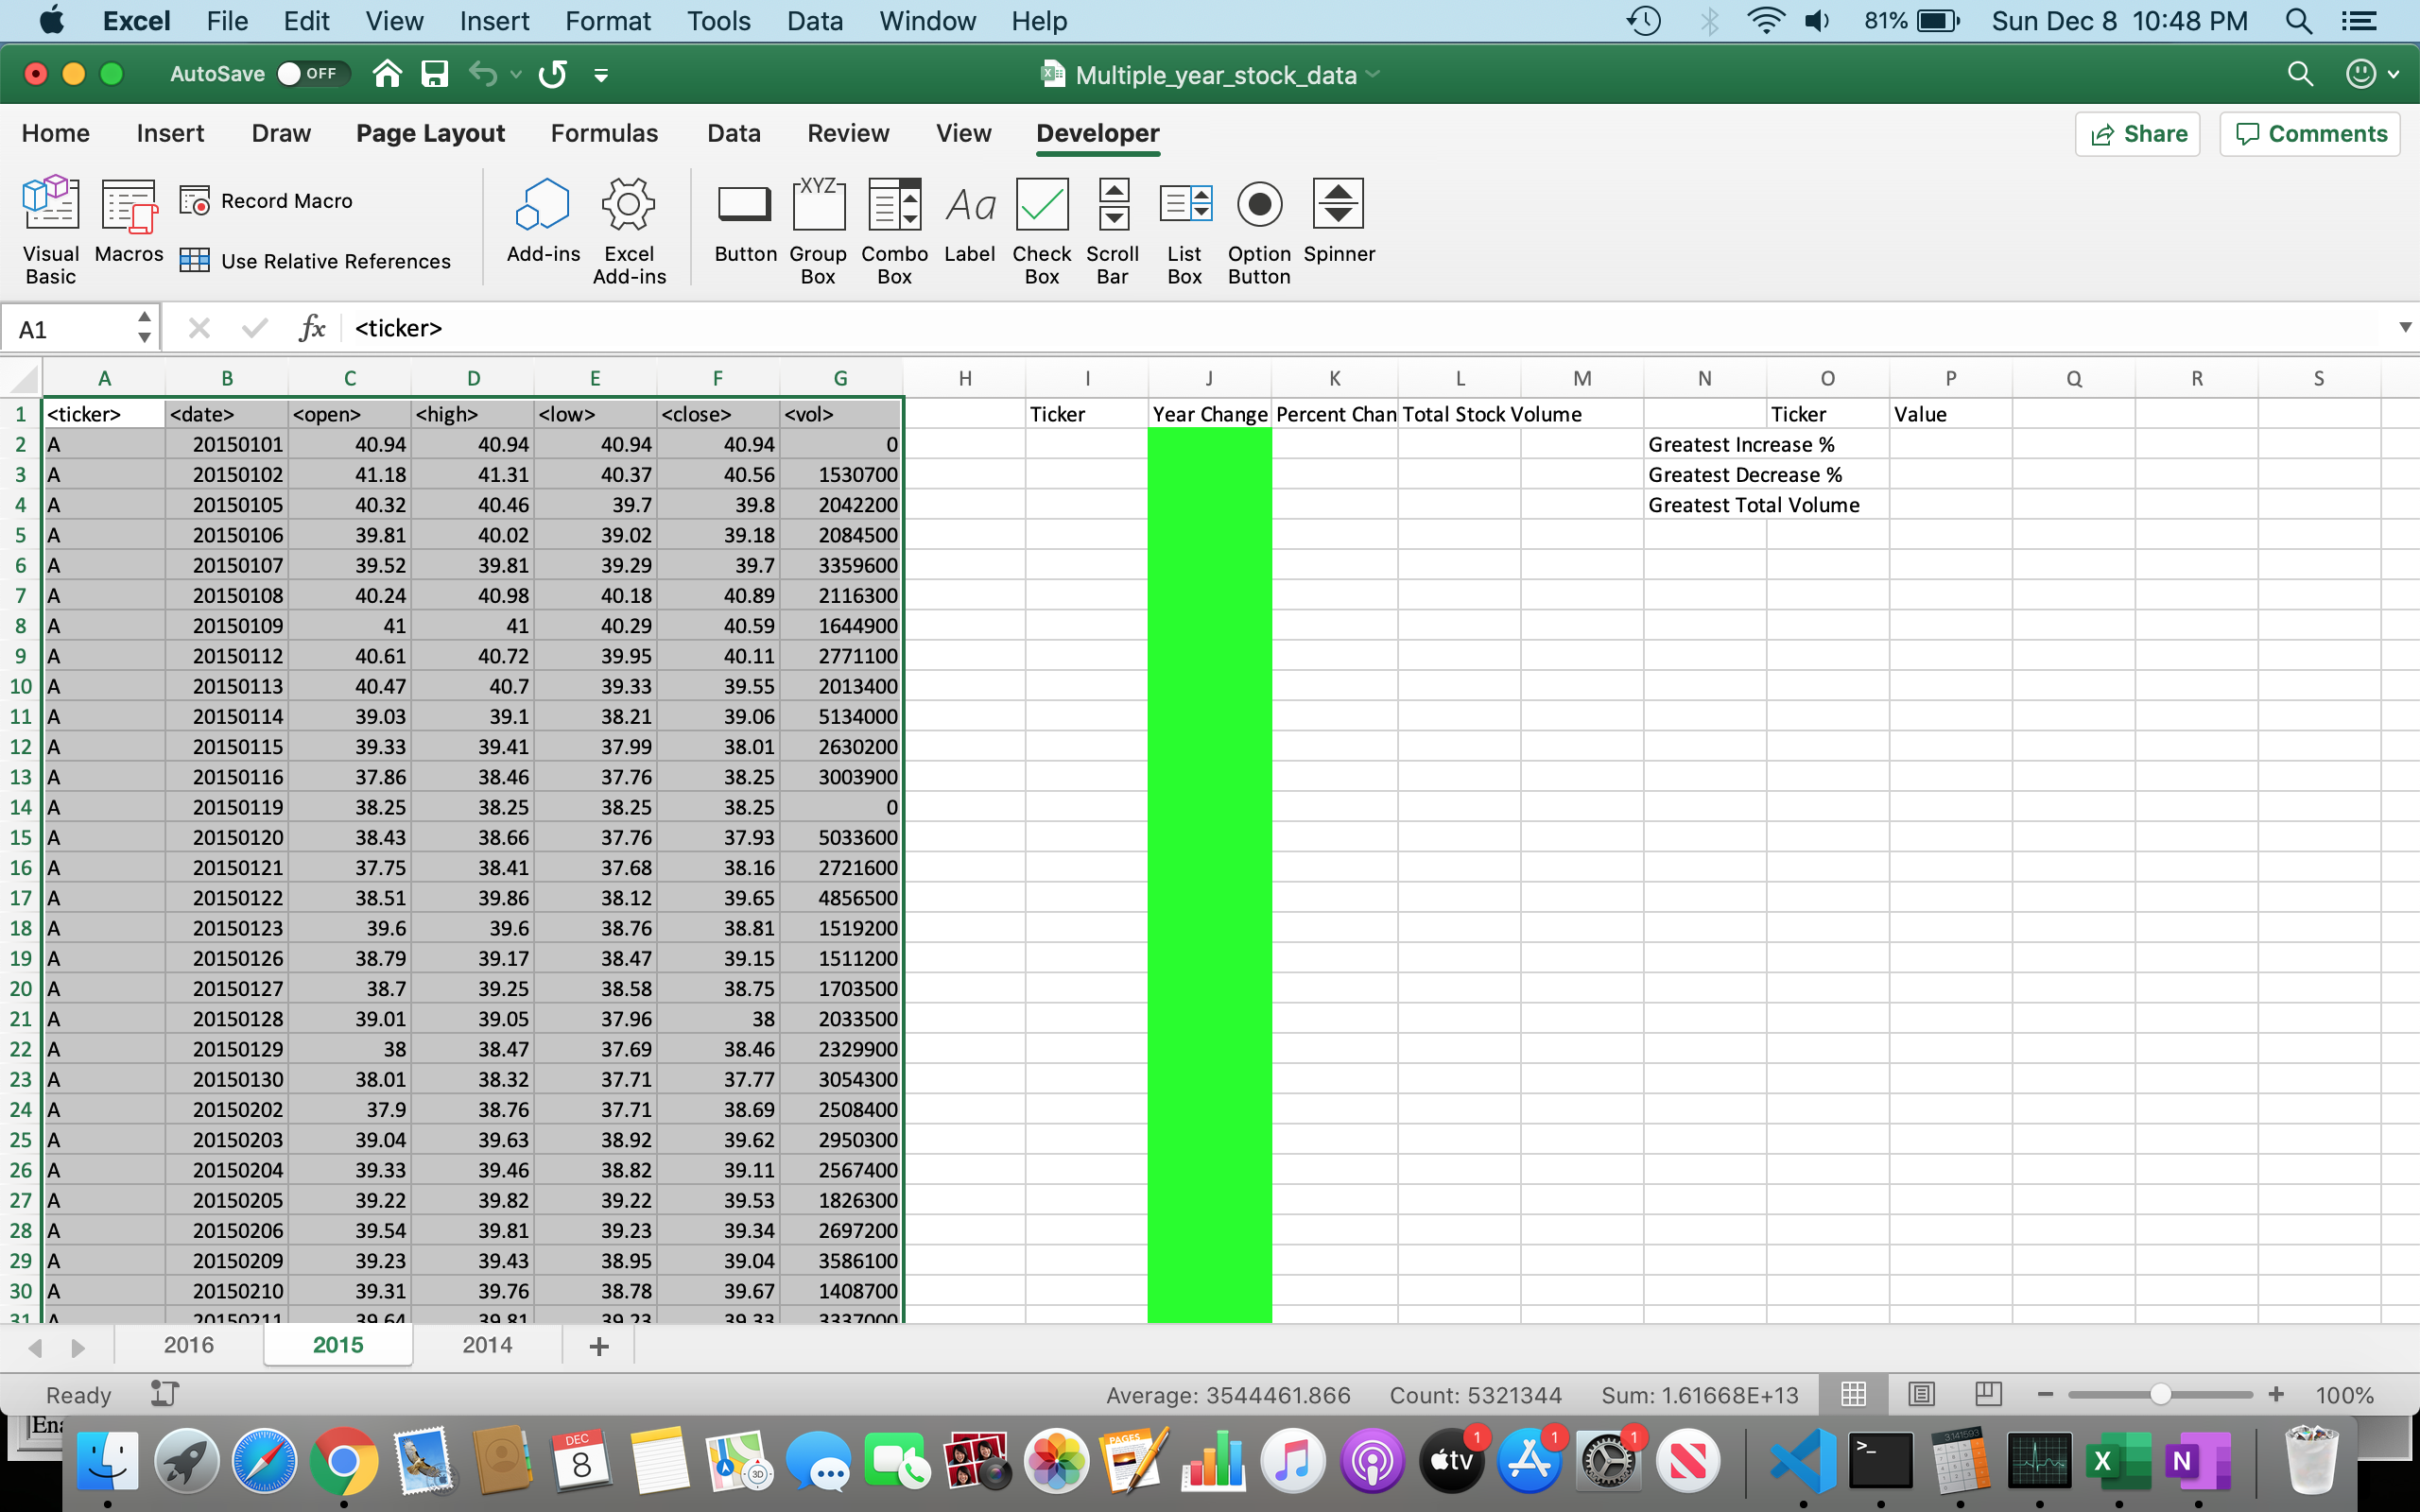 Excel File Edit View Insert Format Tools Data Window Help 81% Sun Dec 8 10:48 PM
AutoSave OFF Multiple_year_stock_data
Home Insert Draw Page Layout Formulas Data Review View Developer Share Comments
Visual Basic Macros Record Macro Use Relative References Add-ins Excel Add-ins Button XYZ Group Box Combo Box Aa Label Check Box Scroll Bar List Box Option Button Spinner
A1 fx <ticker>
A B C D E F G H I J K L M N O P Q R S
1 <ticker> <date> <open> <high> <low> <close> <vol> Ticker Year Change Percent Chan Total Stock Volume Ticker Value
2 A 20150101 40.94 40.94 40.94 40.94 0 Greatest Increase %
3 A 20150102 41.18 41.31 40.37 40.56 1530700 Greatest Decrease %
4 A 20150105 40.32 40.46 39.7 39.8 2042200 Greatest Total Volume
5 A 20150106 39.81 40.02 39.02 39.18 2084500
6 A 20150107 39.52 39.81 39.29 39.7 3359600
7 A 20150108 40.24 40.98 40.18 40.89 2116300
8 A 20150109 41 41 40.29 40.59 1644900
9 A 20150112 40.61 40.72 39.95 40.11 2771100
10 A 20150113 40.47 40.7 39.33 39.55 2013400
11 A 20150114 39.03 39.1 38.21 39.06 5134000
12 A 20150115 39.33 39.41 37.99 38.01 2630200
13 A 20150116 37.86 38.46 37.76 38.25 3003900
14 A 20150119 38.25 38.25 38.25 38.25 0
15 A 20150120 38.43 38.66 37.76 37.93 5033600
16 A 20150121 37.75 38.41 37.68 38.16 2721600
17 A 20150122 38.51 39.86 38.12 39.65 4856500
18 A 20150123 39.6 39.6 38.76 38.81 1519200
19 A 20150126 38.79 39.17 38.47 39.15 1511200
20 A 20150127 38.7 39.25 38.58 38.75 1703500
21 A 20150128 39.01 39.05 37.96 38 2033500
22 A 20150129 38 38.47 37.69 38.46 2329900
23 A 20150130 38.01 38.32 37.71 37.77 3054300
24 A 20150202 37.9 38.76 37.71 38.69 2508400
25 A 20150203 39.04 39.63 38.92 39.62 2950300
26 A 20150204 39.33 39.46 38.82 39.11 2567400
27 A 20150205 39.22 39.82 39.22 39.53 1826300
28 A 20150206 39.54 39.81 39.23 39.34 2697200
29 A 20150209 39.23 39.43 38.95 39.04 3586100
30 A 20150210 39.31 39.76 38.78 39.67 1408700
31 A 20150211 39.64 39.81 39.23 39.33 3337000
2016 2015 2014 +
Ready Average: 3544461.866 Count: 5321344 Sum: 1.61668E+13 100%
DEC 8 3D PAGES tv 1 1 1 >_ 3.141593 X N